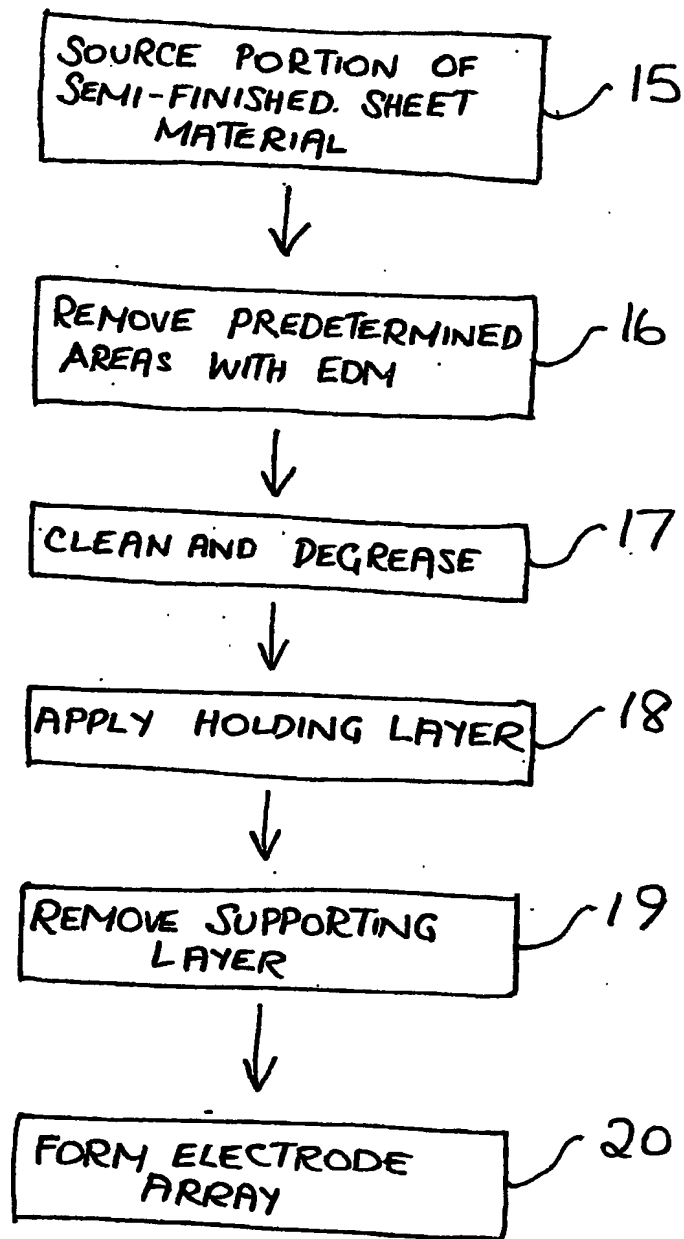 SOURCE PORTION OF
SEMI-FINISHED. SHEET
MATERIAL
15
REMOVE PREDETERMINED
AREAS WITH EDM
16
CLEAN AND DEGREASE
17
APPLY HOLDING LAYER
18
REMOVE SUPPORTING
LAYER
19
FORM ELECTRODE
ARRAY
20